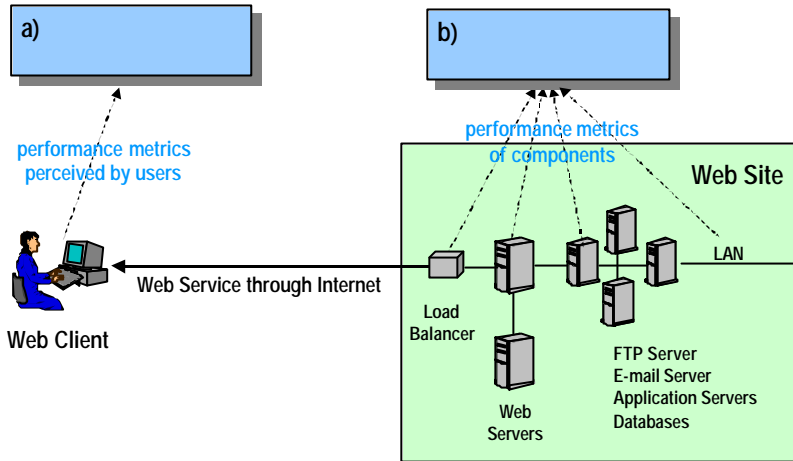 a)
b)
performance metrics
perceived by users
performance metrics
of components
Web Site
LAN
Web Service through Internet
Load
Balancer
Web Client
FTP Server
E-mail Server
Application Servers
Databases
Web
Servers